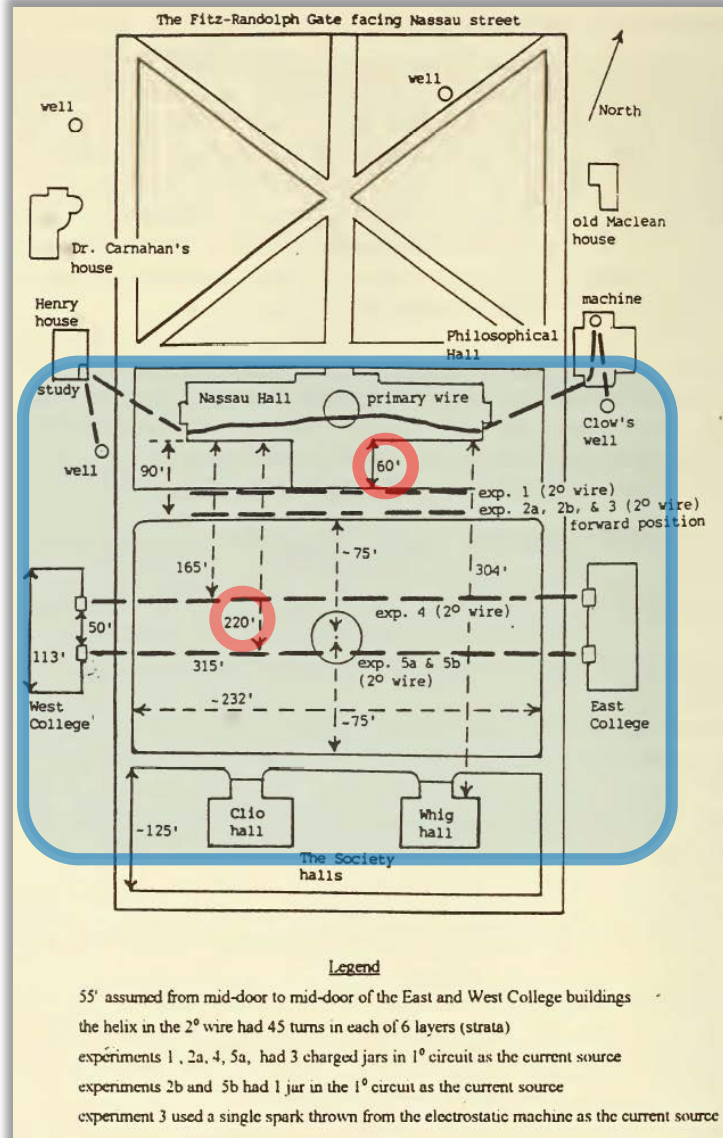 The Fitz-Randolph Gate facing Nassau street
well
well
North
Dr. Carnahan's
house
old Maclean
house
Henry
house
machine
Philosophical
Hall
study
Nassau Hall
primary wire
Clow's
well
well
90'
60'
exp. 1 (2º wire)
exp. 2a, 2b, & 3 (2º wire)
forward position
165'
~75'
304'
220'
exp. 4 (2º wire)
50'
113'
315'
exp. 5a & 5b
(2º wire)
West
College
~232'
~75'
East
College
Clio
hall
Whig
hall
~125'
The Society
halls
Legend
55' assumed from mid-door to mid-door of the East and West College buildings
the helix in the 2º wire had 45 turns in each of 6 layers (strata)
experiments 1 , 2a, 4, 5a, had 3 charged jars in 1º circuit as the current source
experiments 2b and 5b had 1 jar in the 1º circuit as the current source
experiment 3 used a single spark thrown from the electrostatic machine as the current source